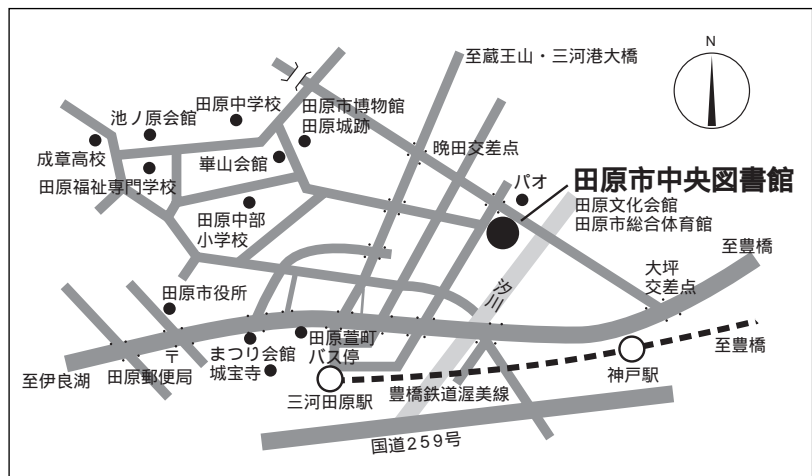 N
至蔵王山・三河港大橋
池ノ原会館
田原中学校
田原市博物館
田原城跡
成章高校
崋山会館
晩田交差点
田原福祉専門学校
パオ
田原市中央図書館
田原文化会館
田原市総合体育館
田原中部
小学校
至豊橋
大坪
交差点
汐川
田原市役所
田原萱町
バス停
〒
田原郵便局
まつり会館
城宝寺
至豊橋
至伊良湖
三河田原駅
豊橋鉄道渥美線
神戸駅
国道259号